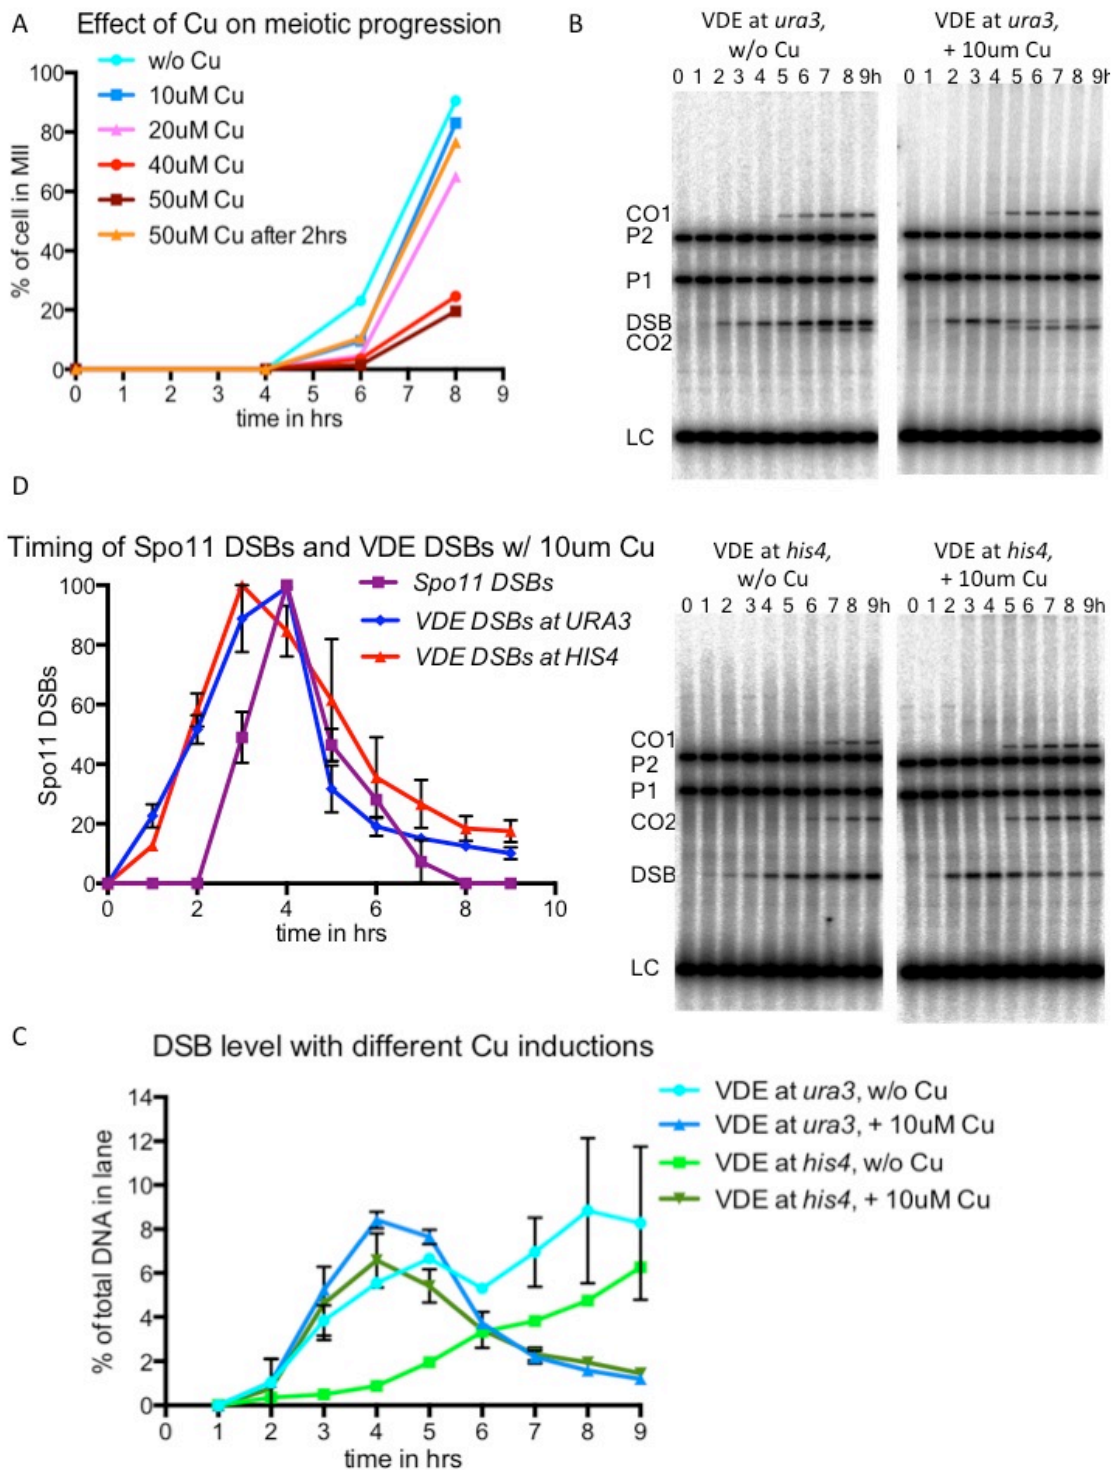 A
Effect of Cu on meiotic progression
w/o Cu
10uM Cu
20uM Cu
40uM Cu
50uM Cu
50uM Cu after 2hrs
% of cell in MII
100
80
60
40
20
0
0 1 2 3 4 5 6 7 8 9
time in hrs
B
VDE at ura3,
w/o Cu
0 1 2 3 4 5 6 7 8 9h
VDE at ura3,
+ 10um Cu
0 1 2 3 4 5 6 7 8 9h
CO1
P2
P1
DSB
CO2
LC
D
Timing of Spo11 DSBs and VDE DSBs w/ 10um Cu
Spo11 DSBs
VDE DSBs at URA3
VDE DSBs at HIS4
Spo11 DSBs
100
80
60
40
20
0
0 2 4 6 8 10
time in hrs
VDE at his4,
w/o Cu
0 1 2 3 4 5 6 7 8 9h
VDE at his4,
+ 10um Cu
0 1 2 3 4 5 6 7 8 9h
CO1
P2
P1
CO2
DSB
LC
C
DSB level with different Cu inductions
VDE at ura3, w/o Cu
VDE at ura3, + 10uM Cu
VDE at his4, w/o Cu
VDE at his4, + 10uM Cu
% of total DNA in lane
14
12
10
8
6
4
2
0
0 1 2 3 4 5 6 7 8 9
time in hrs